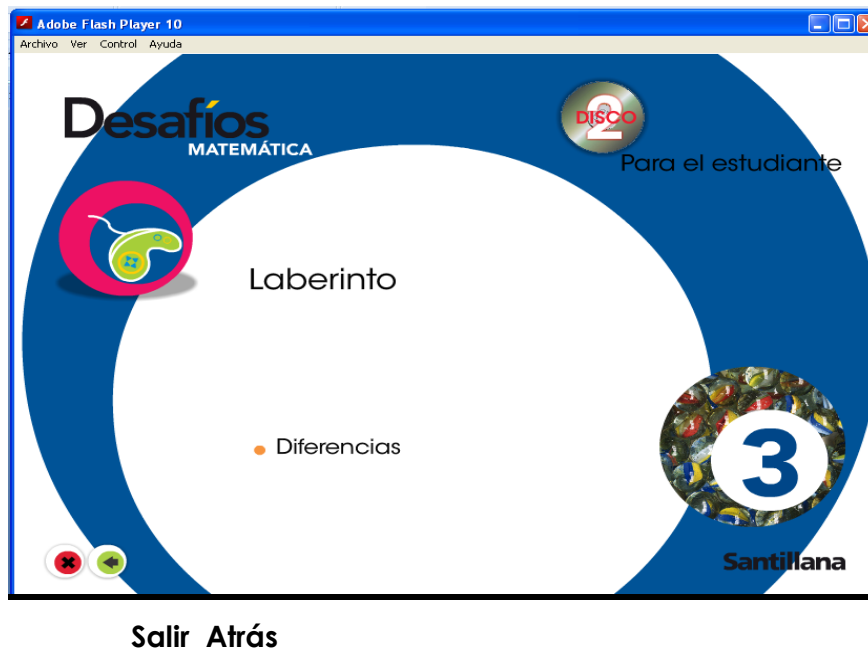 Adobe Flash Player 10
Archivo Ver Control Ayuda
Desafíos
MATEMÁTICA
2
DISCO
Para el estudiante
Laberinto
Diferencias
3
Santillana
Salir Atrás